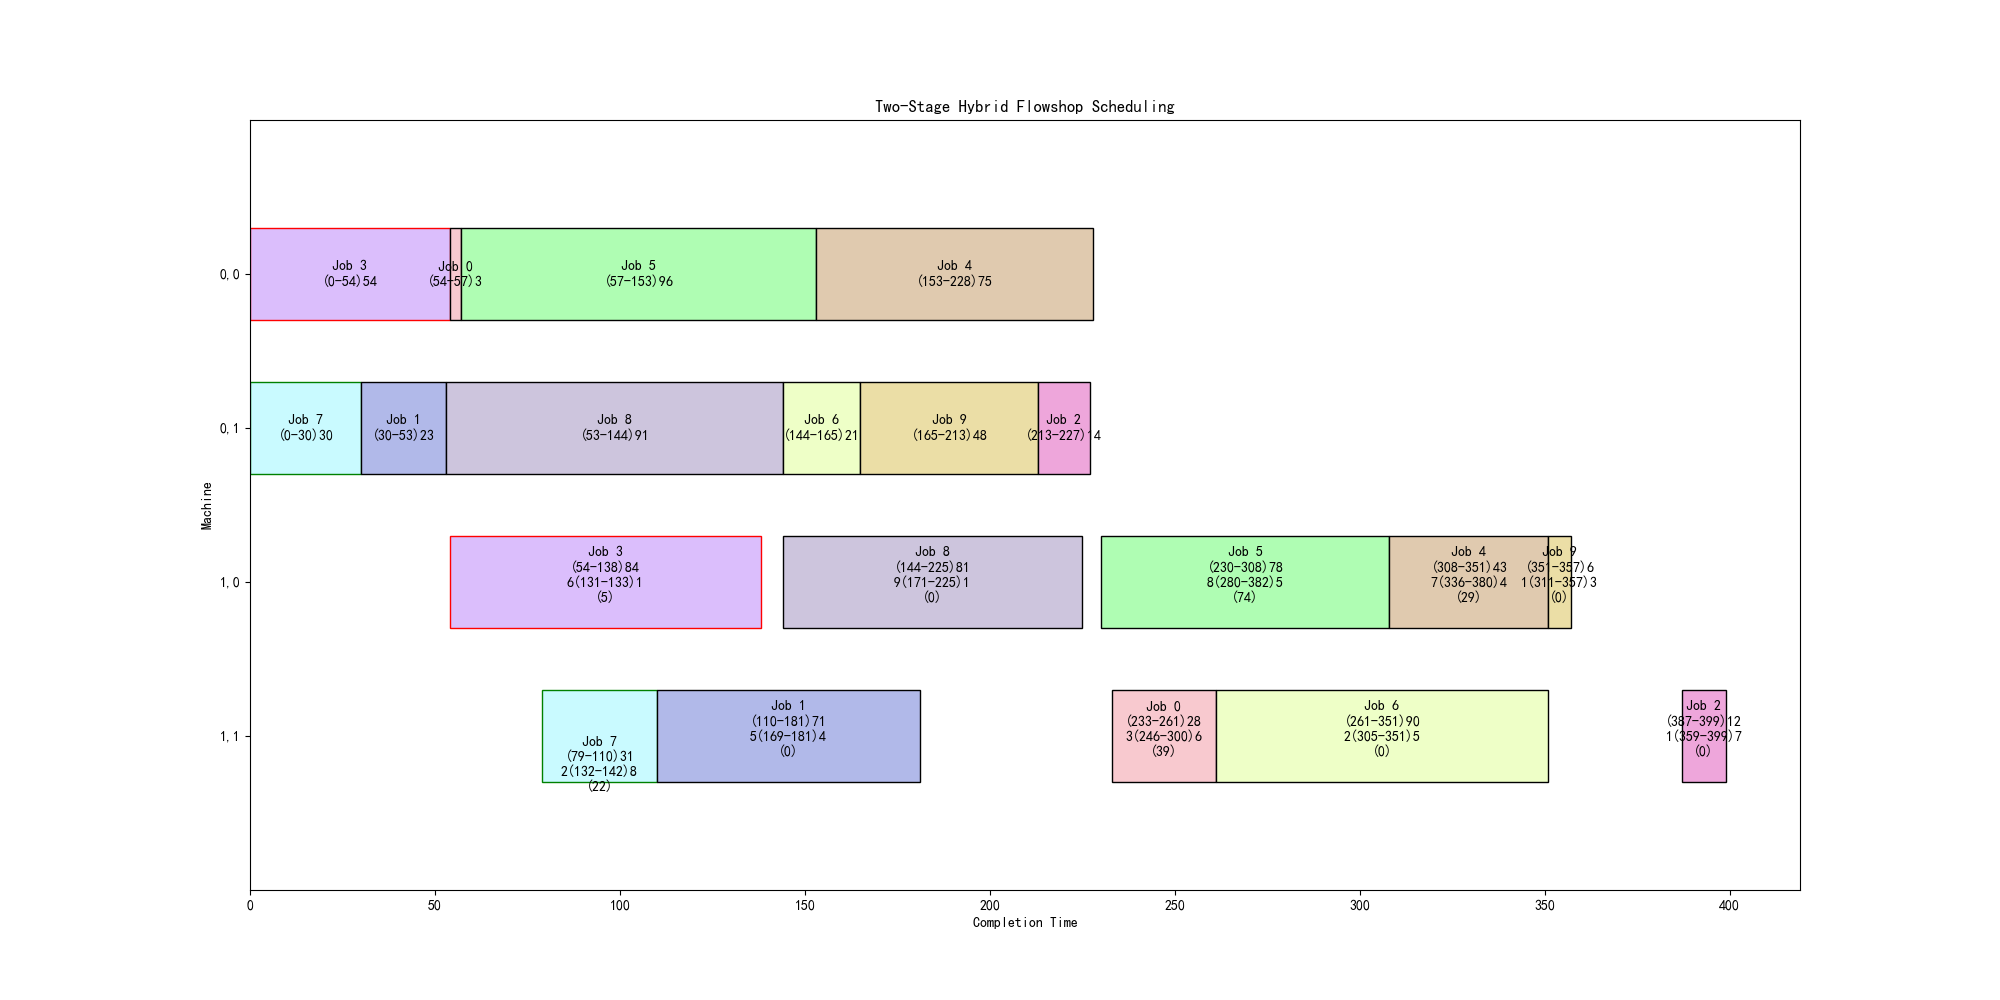 Two-Stage Hybrid Flowshop Scheduling
Machine
0,0
Job 3
(0-54)54
Job 0
(54-57)3
Job 5
(57-153)96
Job 4
(153-228)75
0,1
Job 7
(0-30)30
Job 1
(30-53)23
Job 8
(53-144)91
Job 6
(144-165)21
Job 9
(165-213)48
Job 2
(213-227)14
1,0
Job 3
(54-138)84
6(131-133)1
(5)
Job 8
(144-225)81
9(171-225)1
(0)
Job 5
(230-308)78
8(280-382)5
(74)
Job 4
(308-351)43
7(336-380)4
(29)
Job 9
(351-357)6
1(311-357)3
(0)
1,1
Job 7
(79-110)31
2(132-142)8
(22)
Job 1
(110-181)71
5(169-181)4
(0)
Job 0
(233-261)28
3(246-300)6
(39)
Job 6
(261-351)90
2(305-351)5
(0)
Job 2
(387-399)12
1(359-399)7
(0)
0 50 100 150 200 250 300 350 400
Completion Time